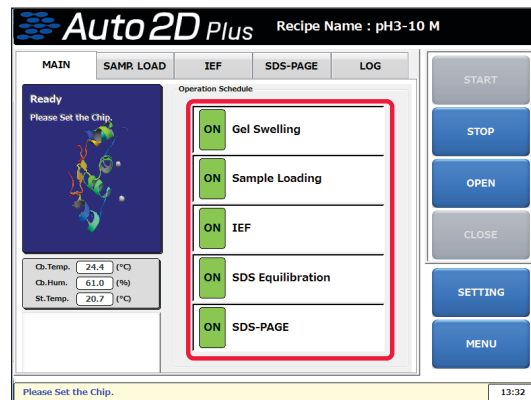 Auto2D Plus Recipe Name : pH3-10 M
MAIN SAMP. LOAD IEF SDS-PAGE LOG
Ready
Please Set the Chip.
Operation Schedule
ON Gel Swelling
ON Sample Loading
ON IEF
ON SDS Equilibration
ON SDS-PAGE
Cb.Temp. 24.4 (°C)
Cb.Hum. 61.0 (%)
St.Temp. 20.7 (°C)
START
STOP
OPEN
CLOSE
SETTING
MENU
Please Set the Chip. 13:32